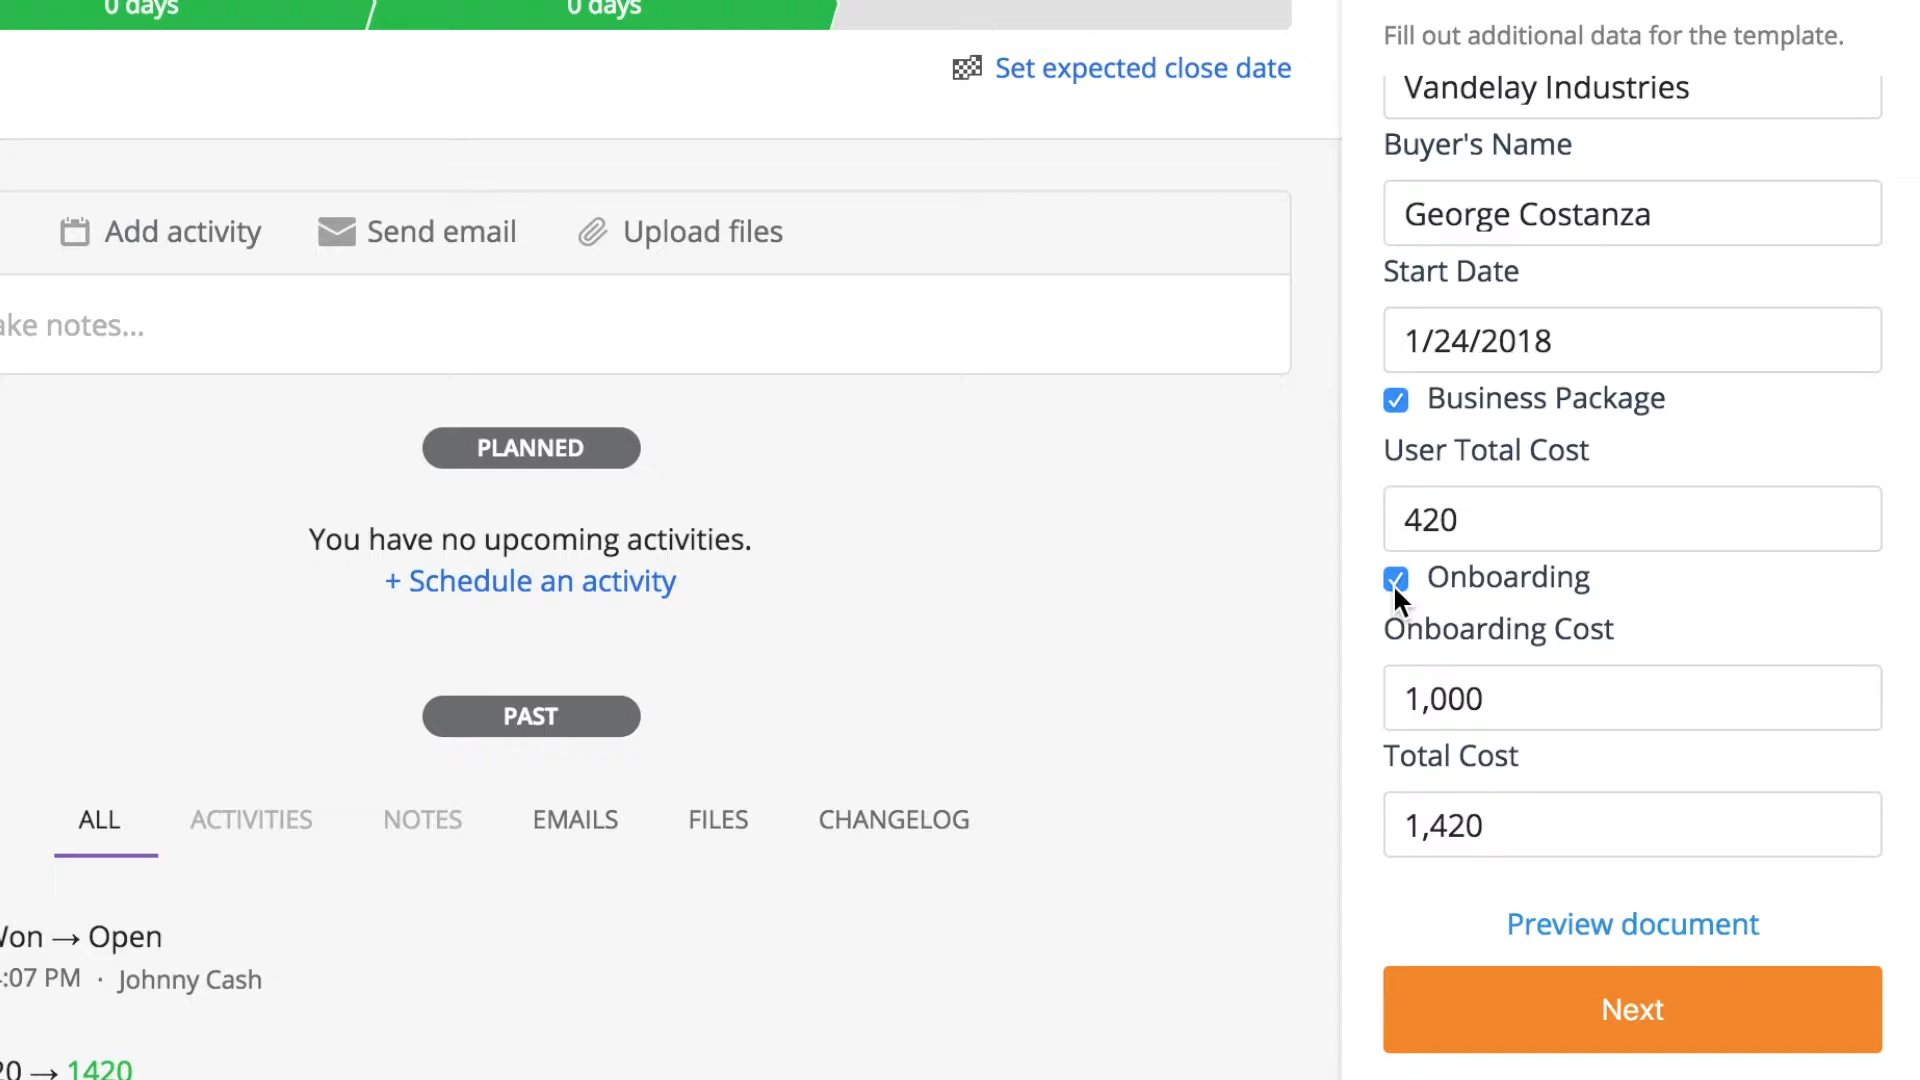 0 days
0 days
Set expected close date
Add activity
Send email
Upload files
notes...
PLANNED
You have no upcoming activities.
+ Schedule an activity
PAST
ALL
ACTIVITIES
NOTES
EMAILS
FILES
CHANGELOG
→ Open
:07 PM · Johnny Cash
→ 1420
Fill out additional data for the template.
Vandelay Industries
Buyer's Name
George Costanza
Start Date
1/24/2018
Business Package
User Total Cost
420
Onboarding
Onboarding Cost
1,000
Total Cost
1,420
Preview document
Next